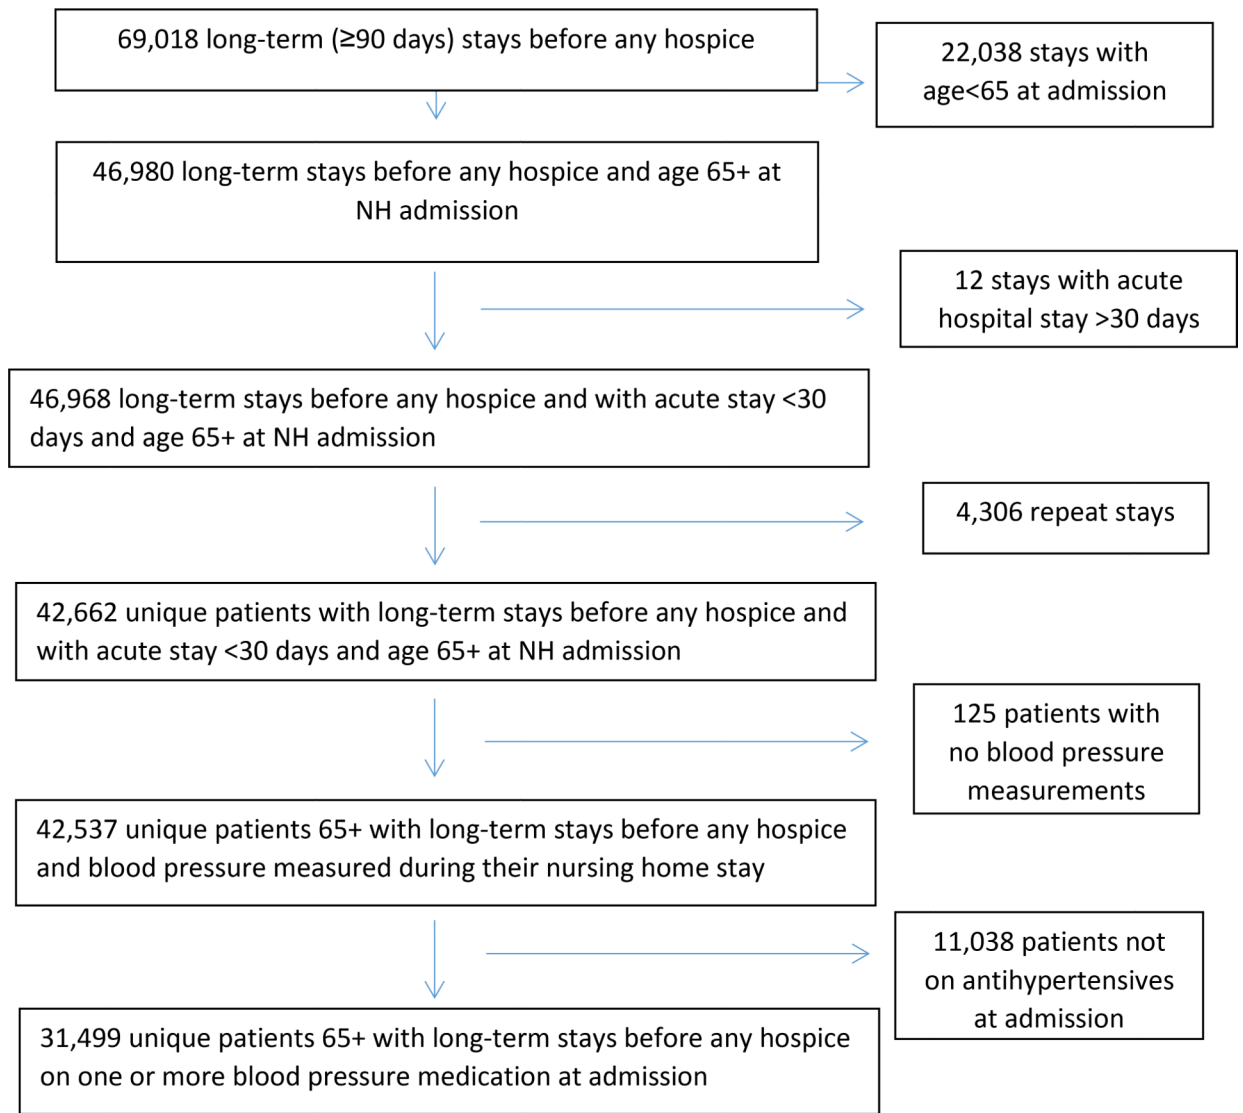 69,018 long-term (≥90 days) stays before any hospice
22,038 stays with
age<65 at admission
46,980 long-term stays before any hospice and age 65+ at
NH admission
12 stays with acute
hospital stay >30 days
46,968 long-term stays before any hospice and with acute stay <30
days and age 65+ at NH admission
4,306 repeat stays
42,662 unique patients with long-term stays before any hospice and
with acute stay <30 days and age 65+ at NH admission
125 patients with
no blood pressure
measurements
42,537 unique patients 65+ with long-term stays before any hospice
and blood pressure measured during their nursing home stay
11,038 patients not
on antihypertensives
at admission
31,499 unique patients 65+ with long-term stays before any hospice
on one or more blood pressure medication at admission